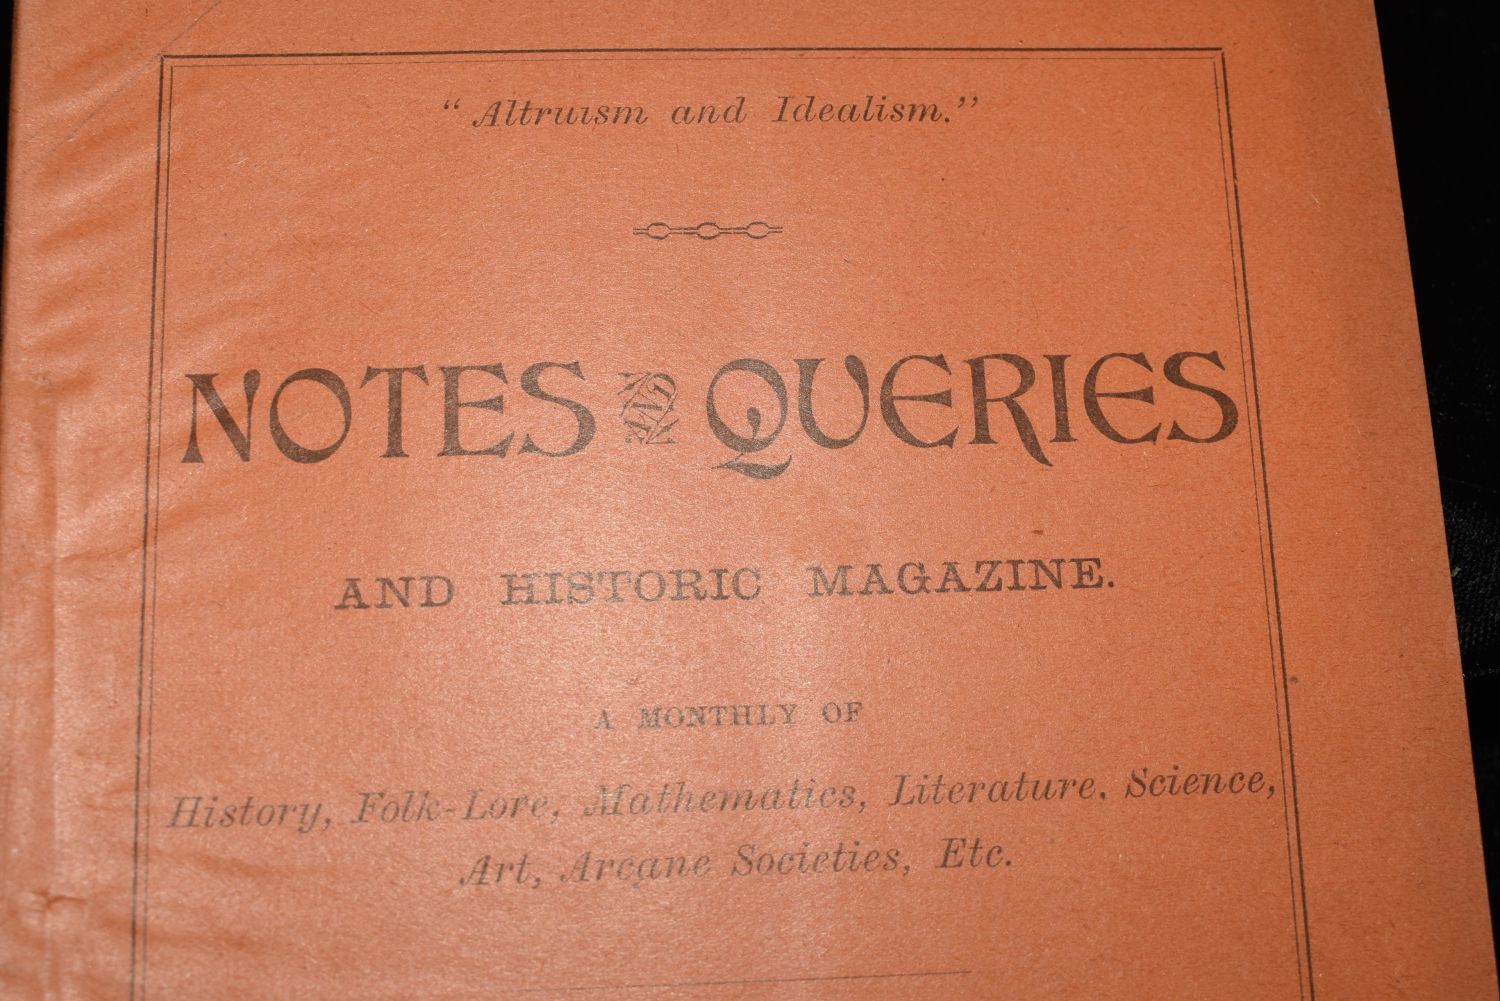 "Altruism and Idealism."
NOTES AND QUERIES
AND HISTORIC MAGAZINE.
A MONTHLY OF
History, Folk-Lore, Mathematics, Literature. Science,
Art, Arcane Societies, Etc.